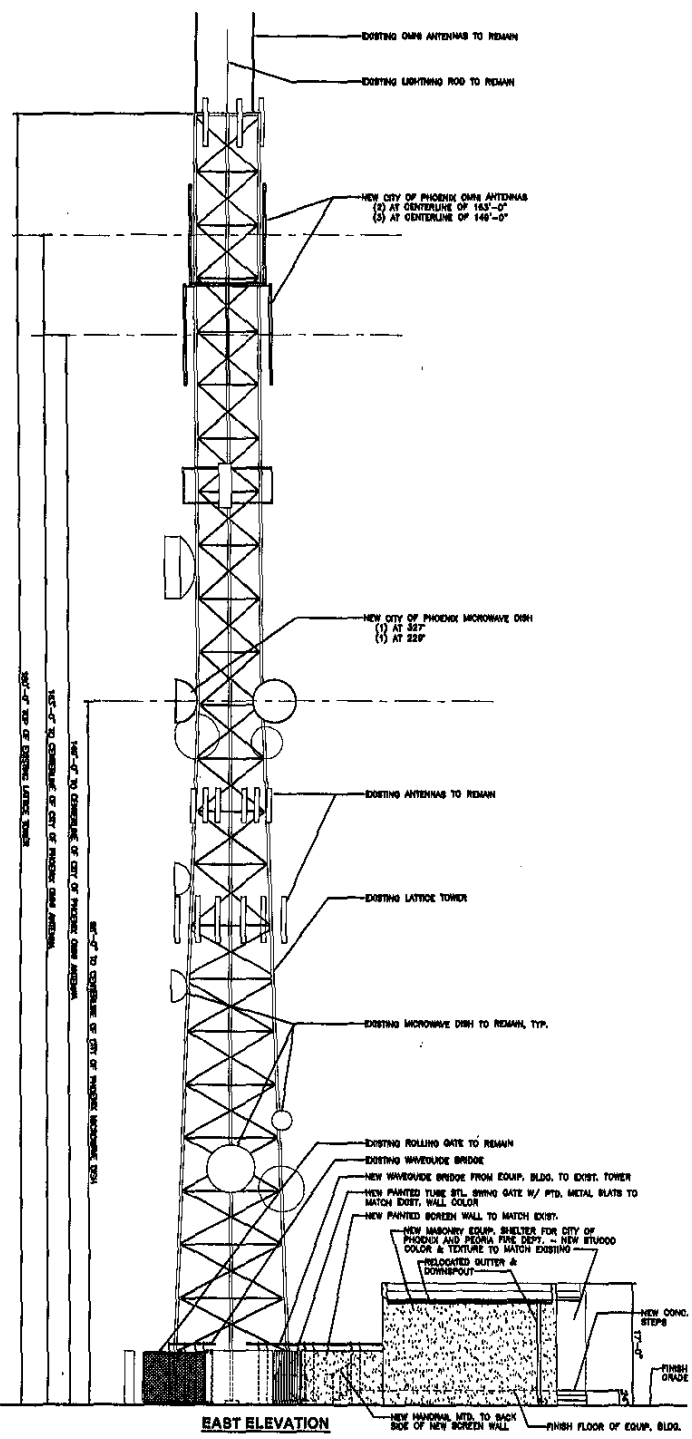 EXISTING OMNI ANTENNAS TO REMAIN
EXISTING LIGHTNING ROD TO REMAIN
NEW CITY OF PHOENIX OMNI ANTENNAS
(2) AT CENTERLINE OF 163'-0"
(3) AT CENTERLINE OF 149'-0"
NEW CITY OF PHOENIX MICROWAVE DISH
(1) AT 327°
(1) AT 229°
TOP OF EXISTING LATTICE TOWER
TO CENTERLINE OF CITY OF PHOENIX OMNI ANTENNA
TO CENTERLINE OF CITY OF PHOENIX OMNI ANTENNA
TO CENTERLINE OF CITY OF PHOENIX MICROWAVE DISH
EXISTING ANTENNAS TO REMAIN
EXISTING LATTICE TOWER
EXISTING MICROWAVE DISH TO REMAIN, TYP.
EXISTING ROLLING GATE TO REMAIN
EXISTING WAVEGUIDE BRIDGE
NEW WAVEGUIDE BRIDGE FROM EQUIP. BLDG. TO EXIST. TOWER
NEW PAINTED TUBE STL. SWING GATE W/ PTD. METAL SLATS TO
MATCH EXIST. WALL COLOR
NEW PAINTED SCREEN WALL TO MATCH EXIST.
NEW MASONRY EQUIP. SHELTER FOR CITY OF
PHOENIX AND PEORIA FIRE DEPT. - NEW STUCCO
COLOR & TEXTURE TO MATCH EXISTING
RELOCATED GUTTER &
DOWNSPOUT
NEW CONC.
STEPS
17'-0"
FINISH
GRADE
EAST ELEVATION
NEW HANDRAIL MTD. TO BACK
SIDE OF NEW SCREEN WALL
FINISH FLOOR OF EQUIP. BLDG.